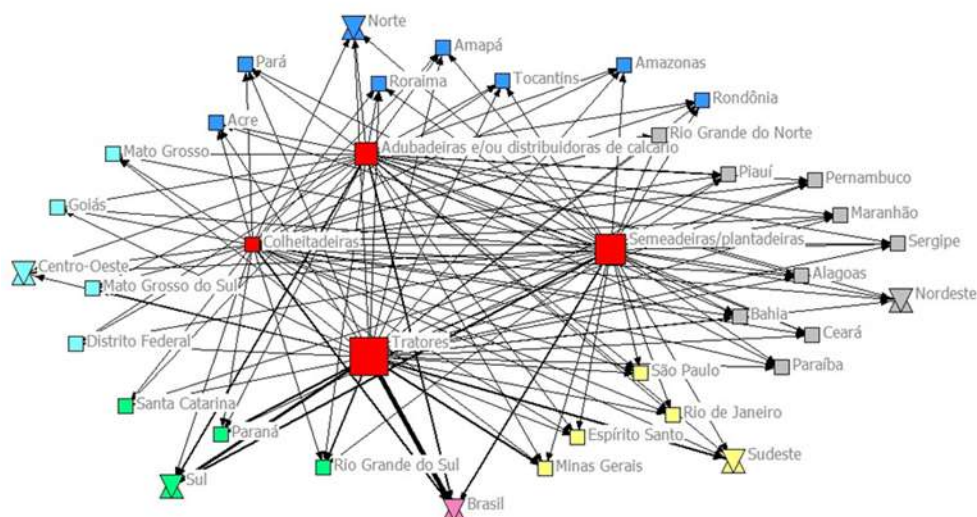 Norte
Amapá
Pará
Roraima
Tocantins
Amazonas
Rondônia
Acre
Rio Grande do Norte
Mato Grosso
Adubadeiras e/ou distribuidoras de calcário
Piauí
Pernambuco
Goiás
Maranhão
Colheitadeiras
Semeadeiras/plantadeiras
Sergipe
Centro-Oeste
Alagoas
Mato Grosso do Sul
Nordeste
Bahia
Distrito Federal
Tratores
Ceará
Paraíba
São Paulo
Santa Catarina
Rio de Janeiro
Paraná
Espírito Santo
Sudeste
Rio Grande do Sul
Minas Gerais
Sul
Brasil